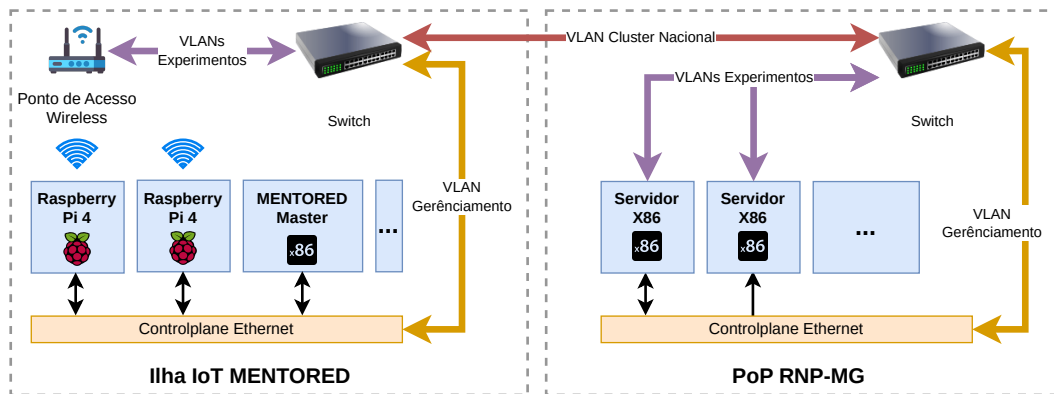 VLANs
Experimentos
VLAN Cluster Nacional
VLANs Experimentos
Ponto de Acesso
Wireless
Switch
Switch
Raspberry
Pi 4
Raspberry
Pi 4
MENTORED
Master
x86
...
VLAN
Gerênciamento
Servidor
X86
x86
Servidor
X86
x86
...
VLAN
Gerênciamento
Controlplane Ethernet
Controlplane Ethernet
Ilha IoT MENTORED
PoP RNP-MG